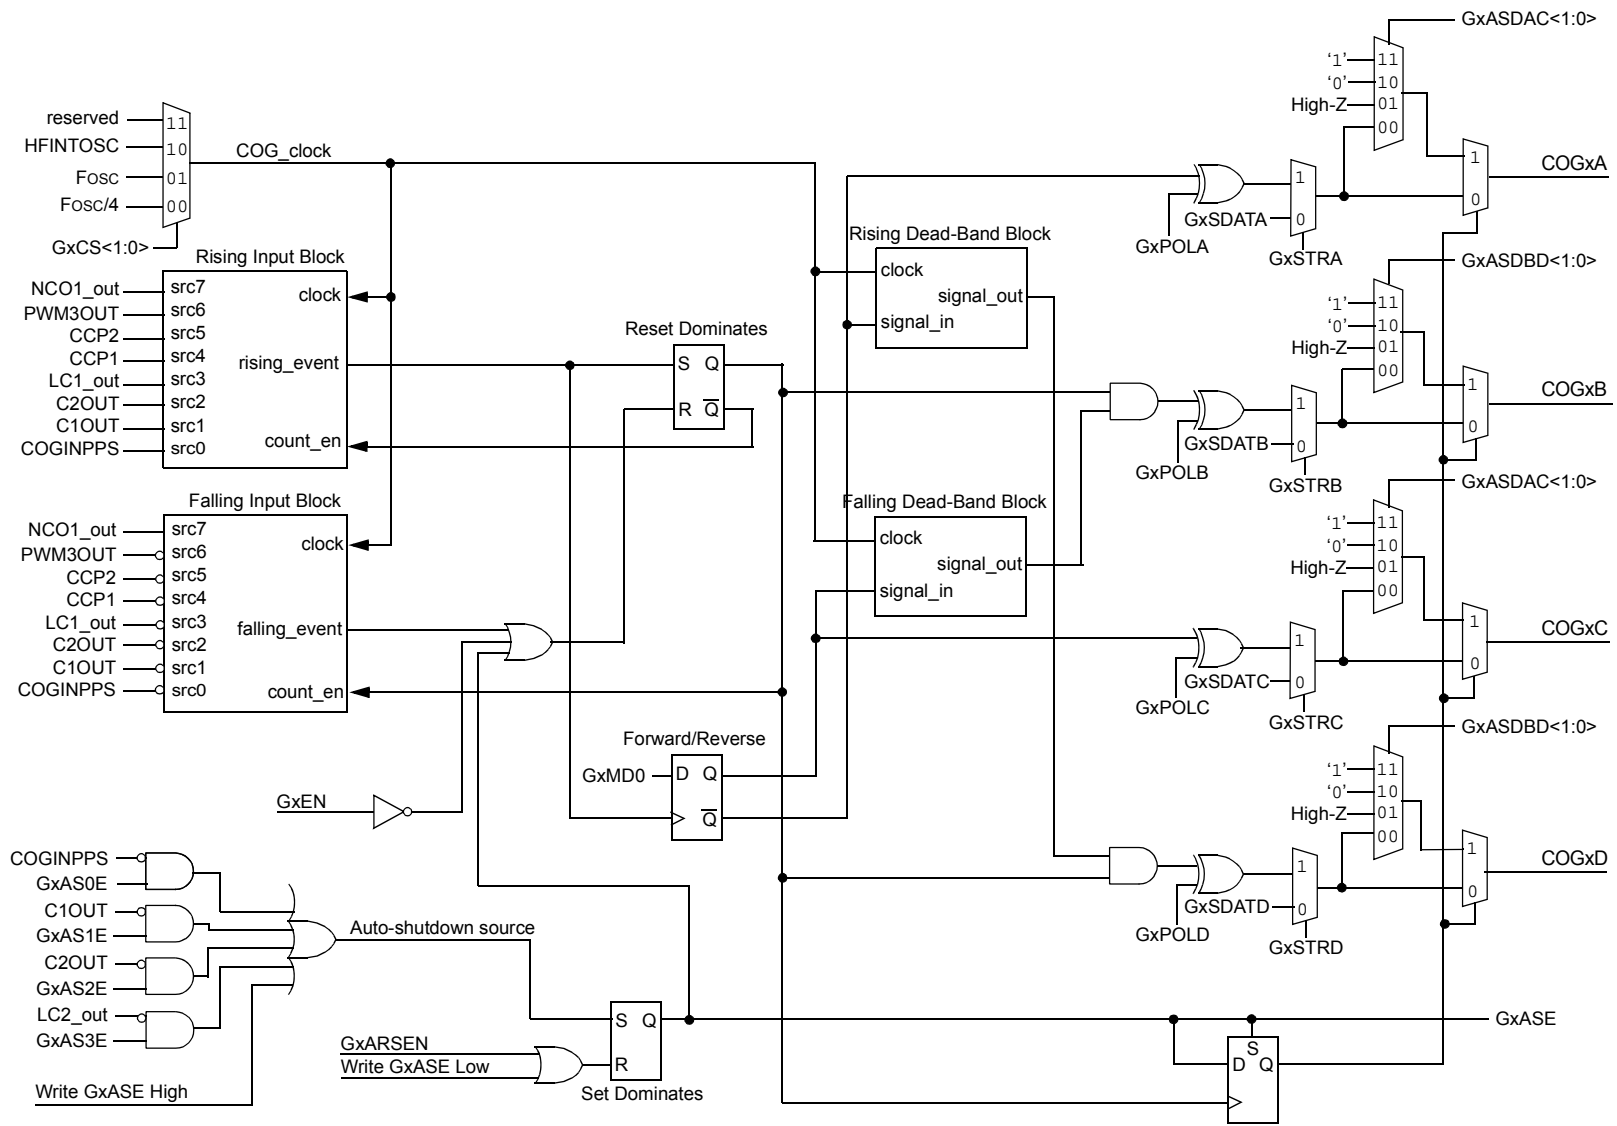 GxASDAC<1:0>
'1' 11
'0' 10
High-Z 01
00
1
0
COGxA
reserved 11
HFINTOSC 10
FOSC 01
FOSC/4 00
GxCS<1:0>
COG_clock
GxPOLA
GxSDATA
1
0
GxSTRA
Rising Input Block
NCO1_out src7
PWM3OUT src6
CCP2 src5
CCP1 src4
LC1_out src3
C2OUT src2
C1OUT src1
COGINPPS src0
clock
rising_event
count_en
Reset Dominates
S Q
R Q
Rising Dead-Band Block
clock
signal_out
signal_in
GxASDBD<1:0>
'1' 11
'0' 10
High-Z 01
00
1
0
COGxB
GxPOLB
GxSDATB
1
0
GxSTRB
Falling Input Block
NCO1_out src7
PWM3OUT src6
CCP2 src5
CCP1 src4
LC1_out src3
C2OUT src2
C1OUT src1
COGINPPS src0
clock
falling_event
count_en
Falling Dead-Band Block
clock
signal_out
signal_in
GxASDAC<1:0>
'1' 11
'0' 10
High-Z 01
00
1
0
COGxC
GxPOLC
GxSDATC
1
0
GxSTRC
Forward/Reverse
GxMD0 D Q
Q
GxEN
GxASDBD<1:0>
'1' 11
'0' 10
High-Z 01
00
1
0
COGxD
GxPOLD
GxSDATD
1
0
GxSTRD
COGINPPS
GxAS0E
C1OUT
GxAS1E
C2OUT
GxAS2E
LC2_out
GxAS3E
Write GxASE High
Auto-shutdown source
GxARSEN
Write GxASE Low
S Q
R
Set Dominates
S
D Q
GxASE